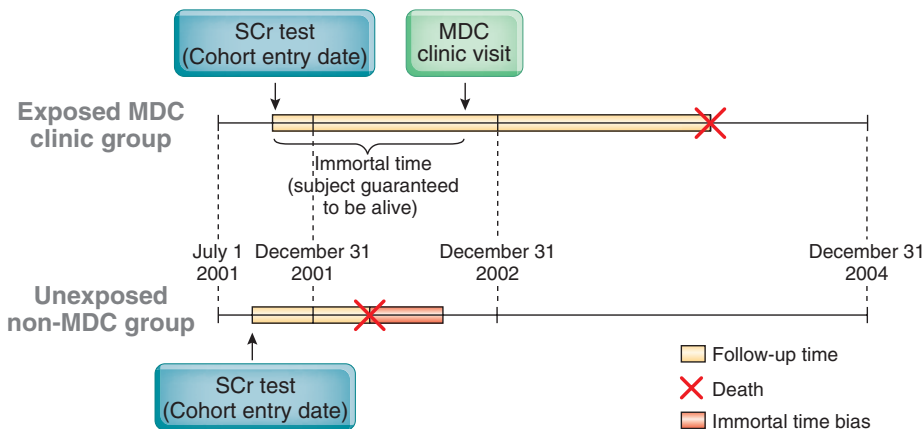 SCr test
(Cohort entry date)
MDC
clinic visit
Exposed MDC
clinic group
Immortal time
(subject guaranteed
to be alive)
July 1
2001
December 31
2001
December 31
2002
December 31
2004
Unexposed
non-MDC group
SCr test
(Cohort entry date)
Follow-up time
Death
Immortal time bias